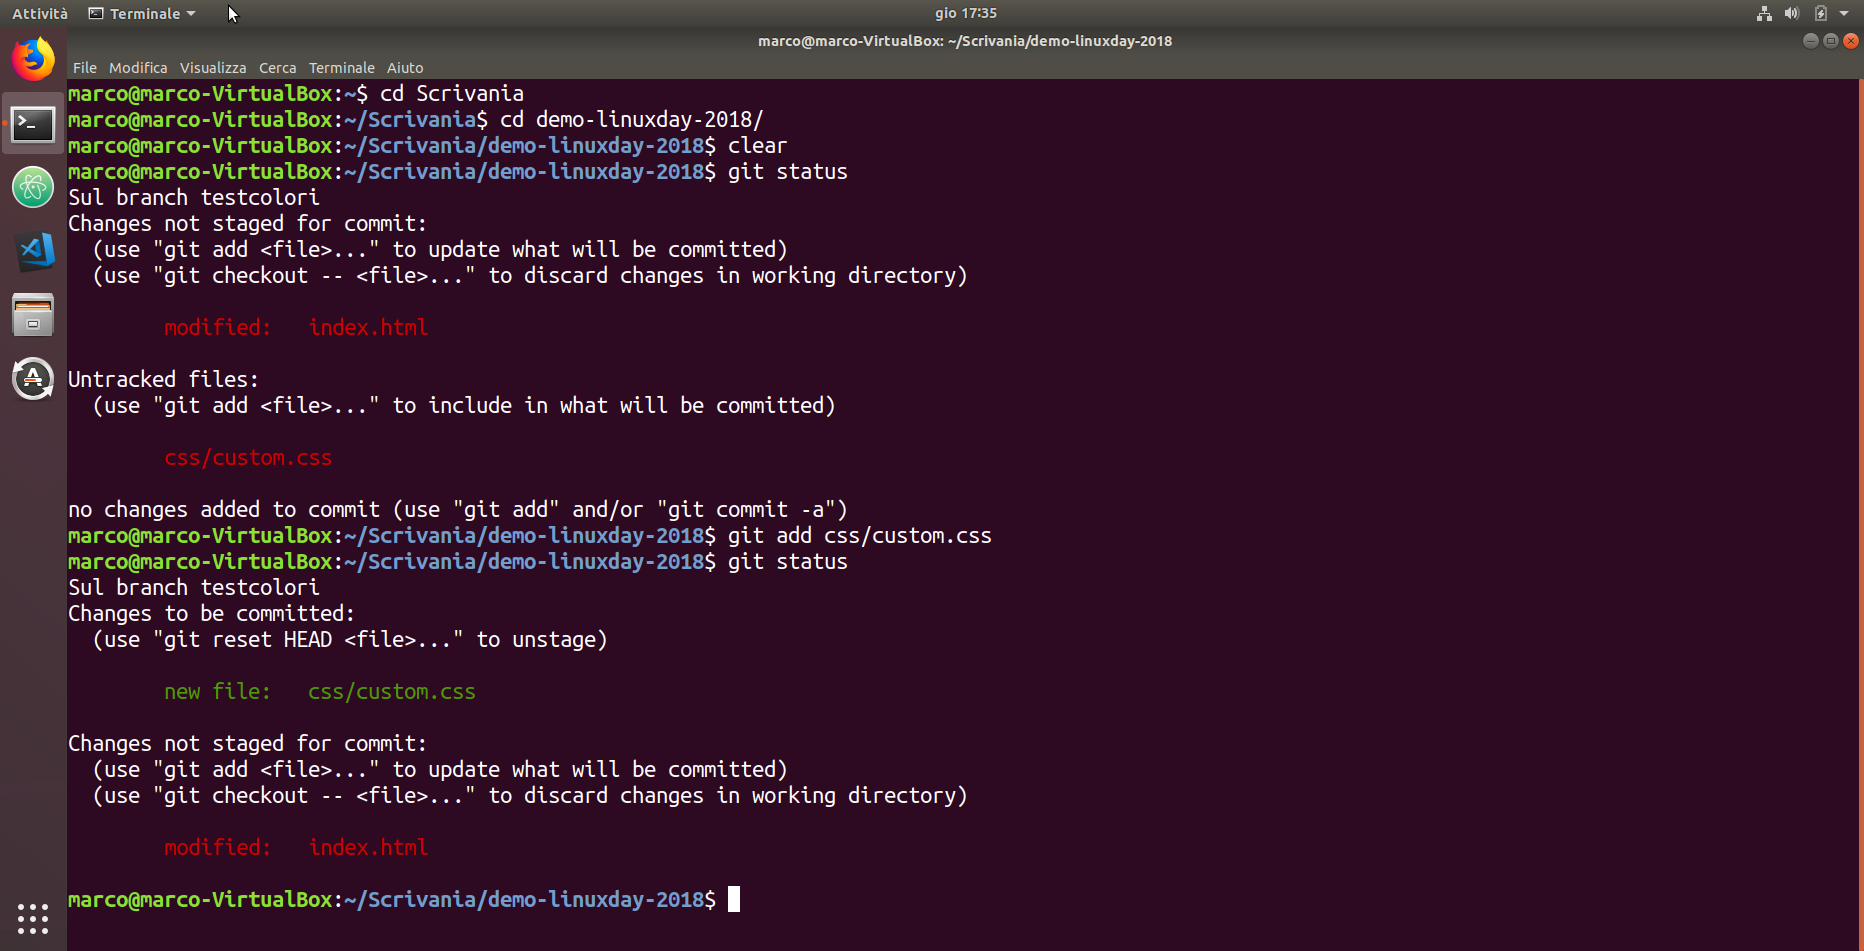 Attività Terminale gio 17:35
marco@marco-VirtualBox: ~/Scrivania/demo-linuxday-2018
File Modifica Visualizza Cerca Terminale Aiuto
marco@marco-VirtualBox:~$ cd Scrivania
marco@marco-VirtualBox:~/Scrivania$ cd demo-linuxday-2018/
marco@marco-VirtualBox:~/Scrivania/demo-linuxday-2018$ clear
marco@marco-VirtualBox:~/Scrivania/demo-linuxday-2018$ git status
Sul branch testcolori
Changes not staged for commit:
  (use "git add <file>..." to update what will be committed)
  (use "git checkout -- <file>..." to discard changes in working directory)
        modified:   index.html
Untracked files:
  (use "git add <file>..." to include in what will be committed)
        css/custom.css
no changes added to commit (use "git add" and/or "git commit -a")
marco@marco-VirtualBox:~/Scrivania/demo-linuxday-2018$ git add css/custom.css
marco@marco-VirtualBox:~/Scrivania/demo-linuxday-2018$ git status
Sul branch testcolori
Changes to be committed:
  (use "git reset HEAD <file>..." to unstage)
        new file:   css/custom.css
Changes not staged for commit:
  (use "git add <file>..." to update what will be committed)
  (use "git checkout -- <file>..." to discard changes in working directory)
        modified:   index.html
marco@marco-VirtualBox:~/Scrivania/demo-linuxday-2018$